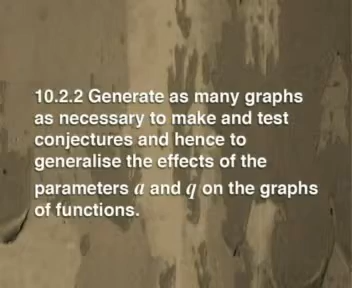 10.2.2 Generate as many graphs
as necessary to make and test
conjectures and hence to
generalise the effects of the
parameters a and q on the graphs
of functions.